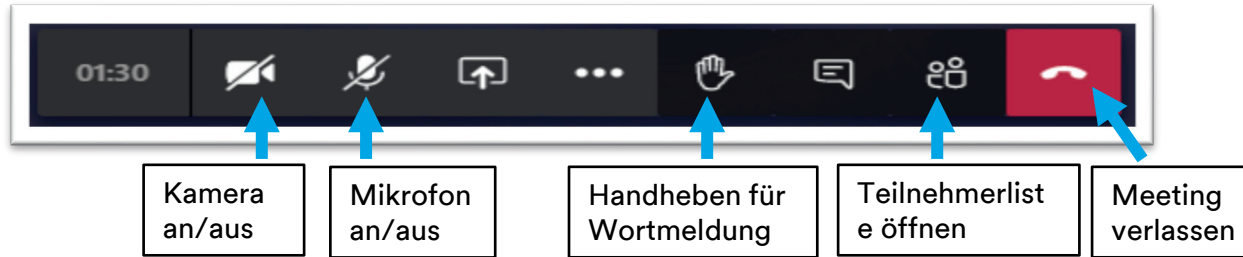 01:30
Kamera
an/aus
Mikrofon
an/aus
Handheben für
Wortmeldung
Teilnehmerlist
e öffnen
Meeting
verlassen